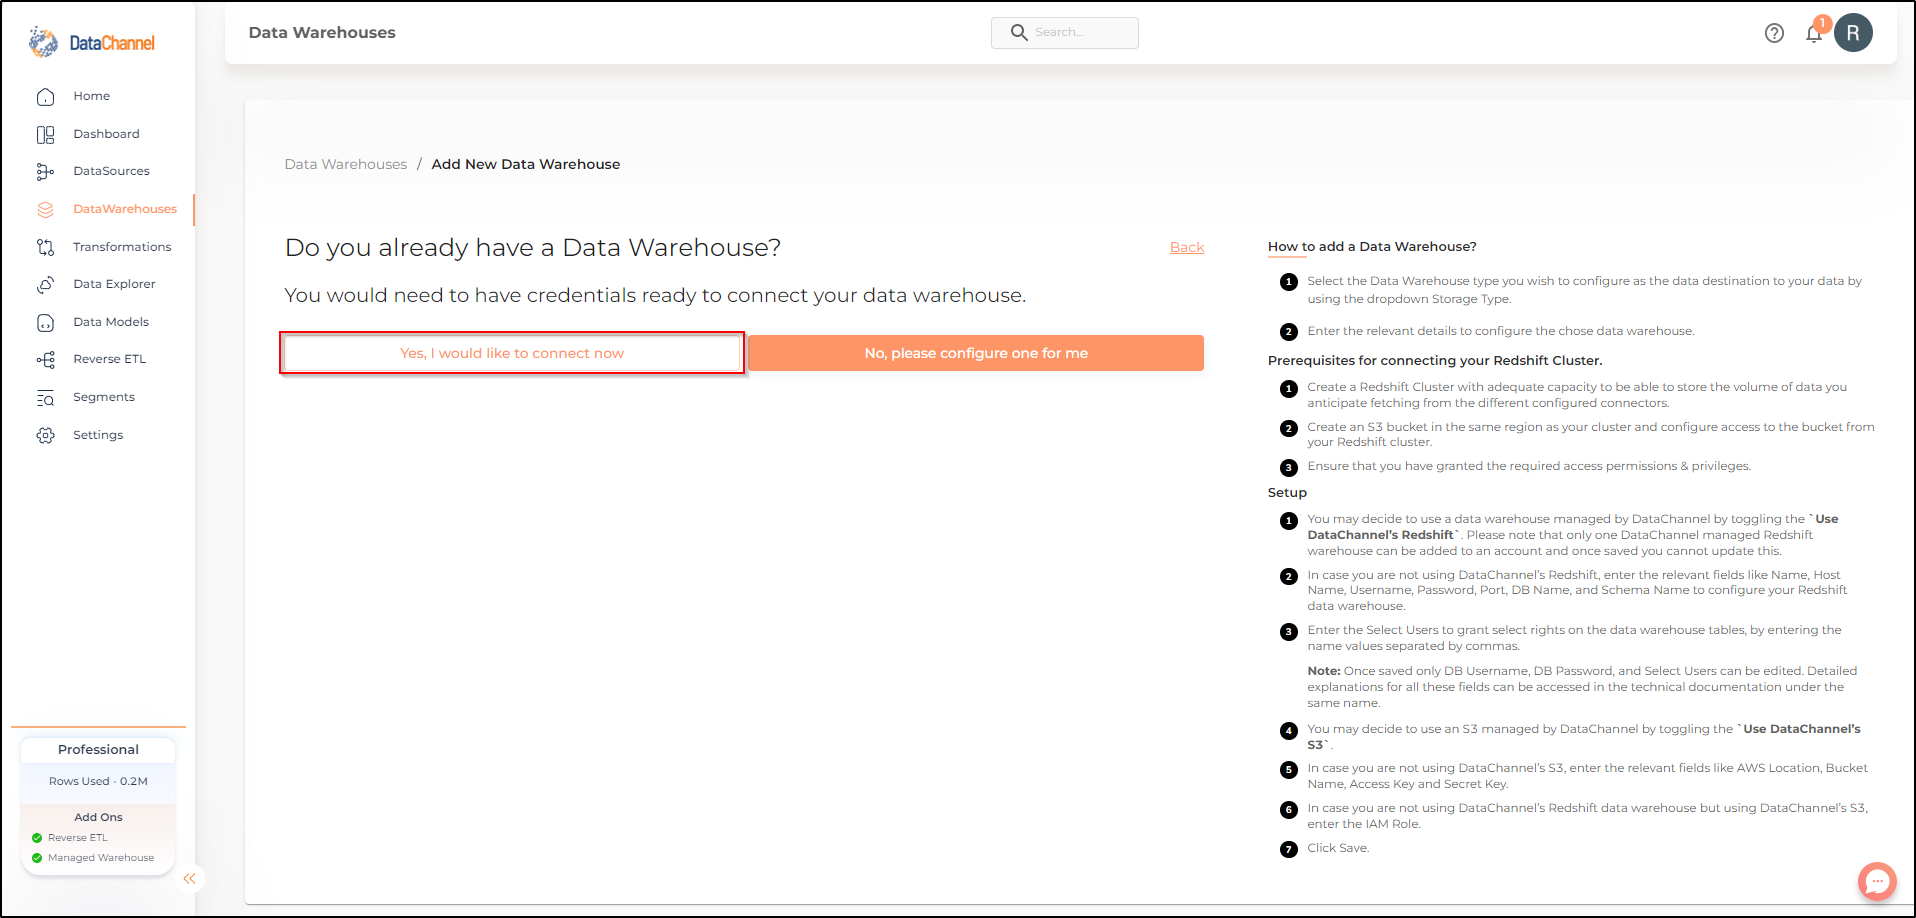 DataChannel
Data Warehouses
Search...
1
R
Home
Dashboard
DataSources
DataWarehouses
Transformations
Data Explorer
Data Models
Reverse ETL
Segments
Settings
Professional
Rows Used - 0.2M
Add Ons
Reverse ETL
Managed Warehouse
Data Warehouses / Add New Data Warehouse
Do you already have a Data Warehouse?
Back
You would need to have credentials ready to connect your data warehouse.
Yes, I would like to connect now
No, please configure one for me
How to add a Data Warehouse?
1 Select the Data Warehouse type you wish to configure as the data destination to your data by
using the dropdown Storage Type.
2 Enter the relevant details to configure the chose data warehouse.
Prerequisites for connecting your Redshift Cluster.
1 Create a Redshift Cluster with adequate capacity to be able to store the volume of data you
anticipate fetching from the different configured connectors.
2 Create an S3 bucket in the same region as your cluster and configure access to the bucket from
your Redshift cluster.
3 Ensure that you have granted the required access permissions & privileges.
Setup
1 You may decide to use a data warehouse managed by DataChannel by toggling the `Use
DataChannel's Redshift`. Please note that only one DataChannel managed Redshift
warehouse can be added to an account and once saved you cannot update this.
2 In case you are not using DataChannel's Redshift, enter the relevant fields like Name, Host
Name, Username, Password, Port, DB Name, and Schema Name to configure your Redshift
data warehouse.
3 Enter the Select Users to grant select rights on the data warehouse tables, by entering the
name values separated by commas.
Note: Once saved only DB Username, DB Password, and Select Users can be edited. Detailed
explanations for all these fields can be accessed in the technical documentation under the
same name.
4 You may decide to use an S3 managed by DataChannel by toggling the `Use DataChannel's
S3`.
5 In case you are not using DataChannel's S3, enter the relevant fields like AWS Location, Bucket
Name, Access Key and Secret Key.
6 In case you are not using DataChannel's Redshift data warehouse but using DataChannel's S3,
enter the IAM Role.
7 Click Save.